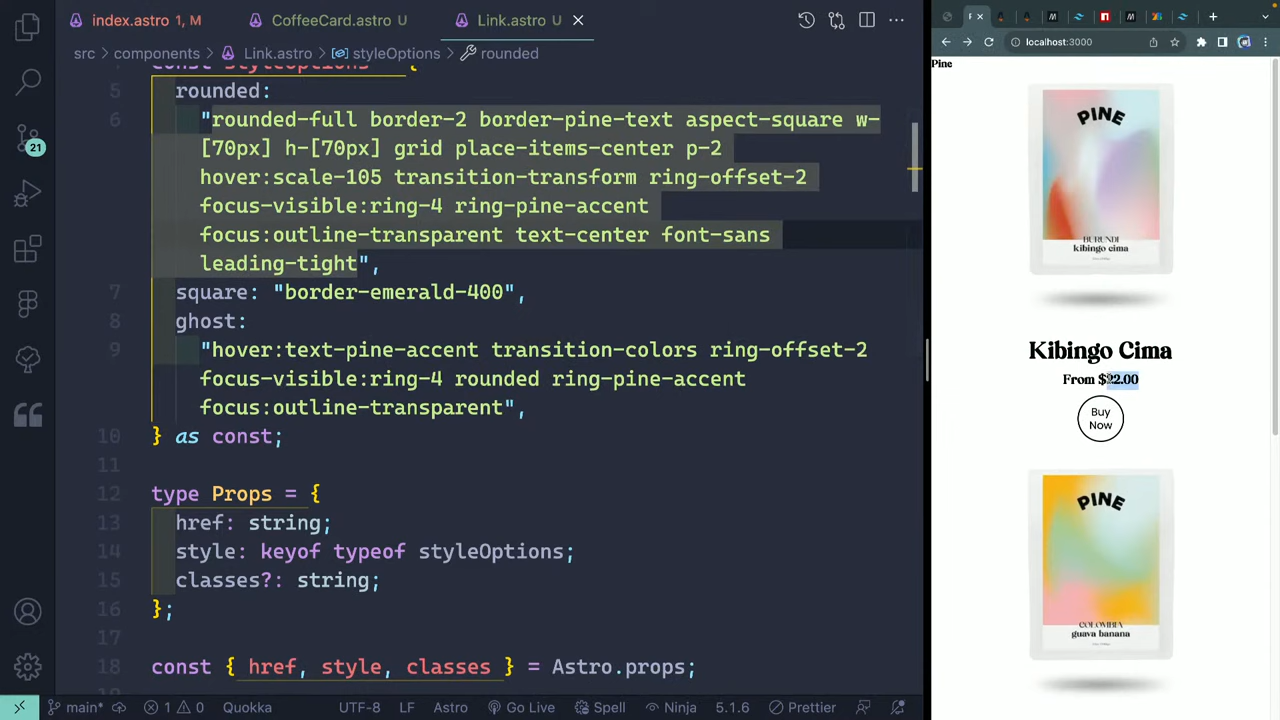 index.astro 1, M
CoffeeCard.astro U
Link.astro U
src > components > Link.astro > styleOptions > rounded
const styleOptions = {
5 rounded:
6 "rounded-full border-2 border-pine-text aspect-square w-
[70px] h-[70px] grid place-items-center p-2
hover:scale-105 transition-transform ring-offset-2
focus-visible:ring-4 ring-pine-accent
focus:outline-transparent text-center font-sans
leading-tight",
7 square: "border-emerald-400",
8 ghost:
9 "hover:text-pine-accent transition-colors ring-offset-2
focus-visible:ring-4 rounded ring-pine-accent
focus:outline-transparent",
10 } as const;
11
12 type Props = {
13 href: string;
14 style: keyof typeof styleOptions;
15 classes?: string;
16 };
17
18 const { href, style, classes } = Astro.props;
21
main* 1 0 Quokka UTF-8 LF Astro Go Live Spell Ninja 5.1.6 Prettier
localhost:3000
Pine
PINE
BURUNDI
kibingo cima
Kibingo Cima
From $22.00
Buy
Now
PINE
COLOMBIA
guava banana